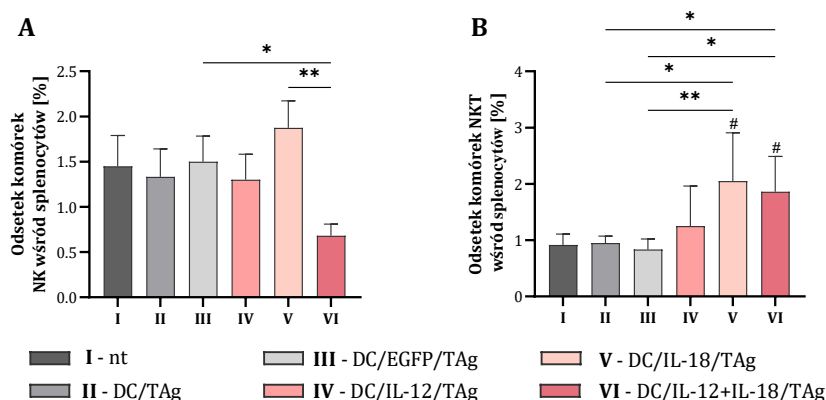 A
B
Odsetek komórek
NK wśród splenocytów [%]
2.5
2.0
1.5
1.0
0.5
0.0
*
**
I II III IV V VI
Odsetek komórek NKT
wśród splenocytów [%]
4
3
2
1
0
*
*
*
**
# #
I II III IV V VI
I - nt
III - DC/EGFP/TAg
V - DC/IL-18/TAg
II - DC/TAg
IV - DC/IL-12/TAg
VI - DC/IL-12+IL-18/TAg